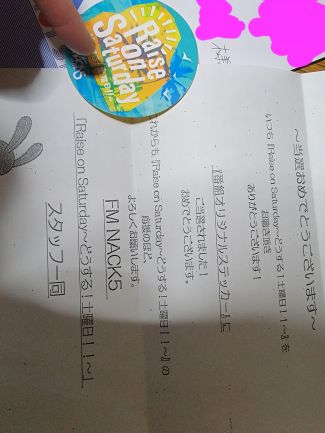 様
Raise
on
Saturday
～当選おめでとうございます～
いつも『Raise on Saturday～どうする！土曜日！！～』を
お聴き頂き
ありがとうございます！
『番組オリジナルステッカー』に
ご当選されました！
おめでとうございます。
これからも『Raise on Saturday～どうする！土曜日！！～』の
応援のほど、
よろしくお願いします。
FM NACK5
『Raise on Saturday～どうする！土曜日！！～』
スタッフ一同